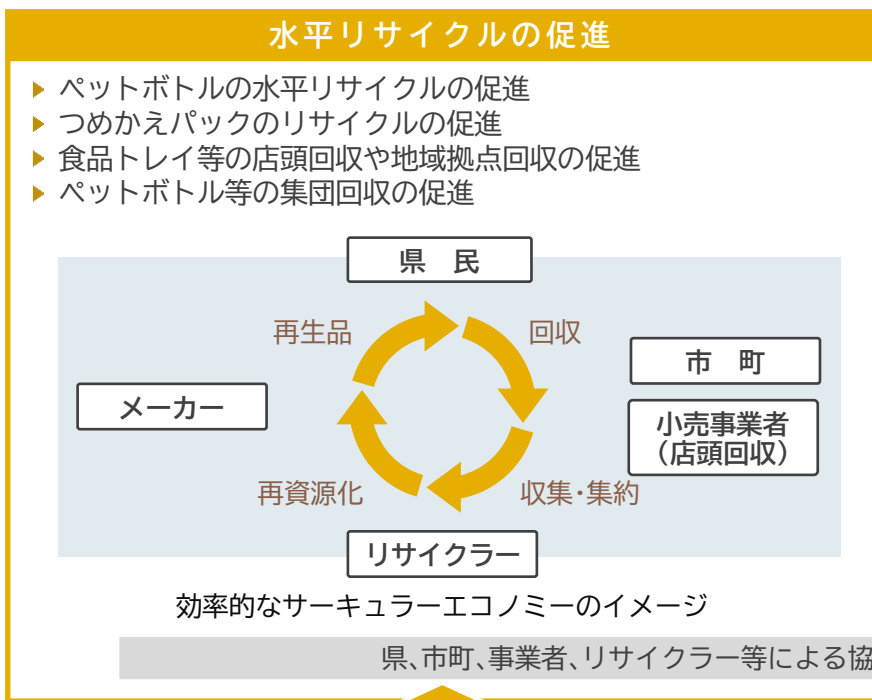 水平リサイクルの促進
ペットボトルの水平リサイクルの促進
つめかえパックのリサイクルの促進
食品トレイ等の店頭回収や地域拠点回収の促進
ペットボトル等の集団回収の促進
県　民
再生品
回収
市　町
メーカー
小売事業者
（店頭回収）
再資源化
収集・集約
リサイクラー
効率的なサーキュラーエコノミーのイメージ
県、市町、事業者、リサイクラー等による協